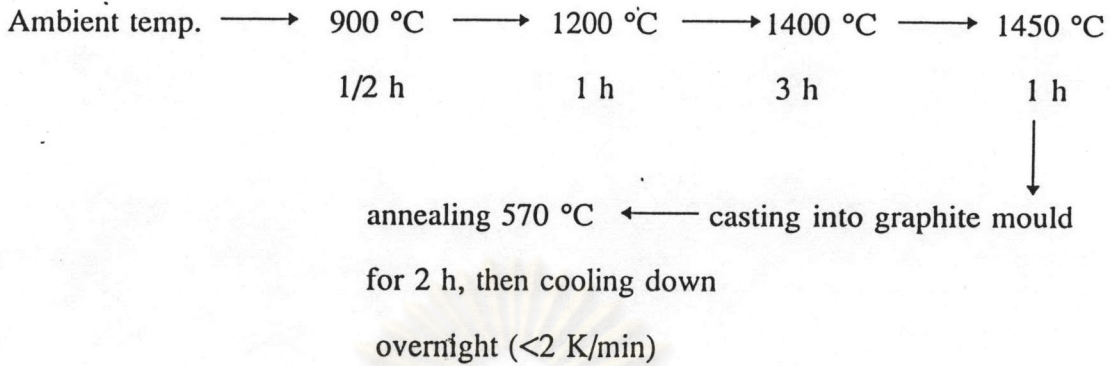 Ambient temp. ⟶ 900 °C ⟶ 1200 °C ⟶ 1400 °C ⟶ 1450 °C
1/2 h 1 h 3 h 1 h
annealing 570 °C ⟵ casting into graphite mould
for 2 h, then cooling down
overnight (<2 K/min)